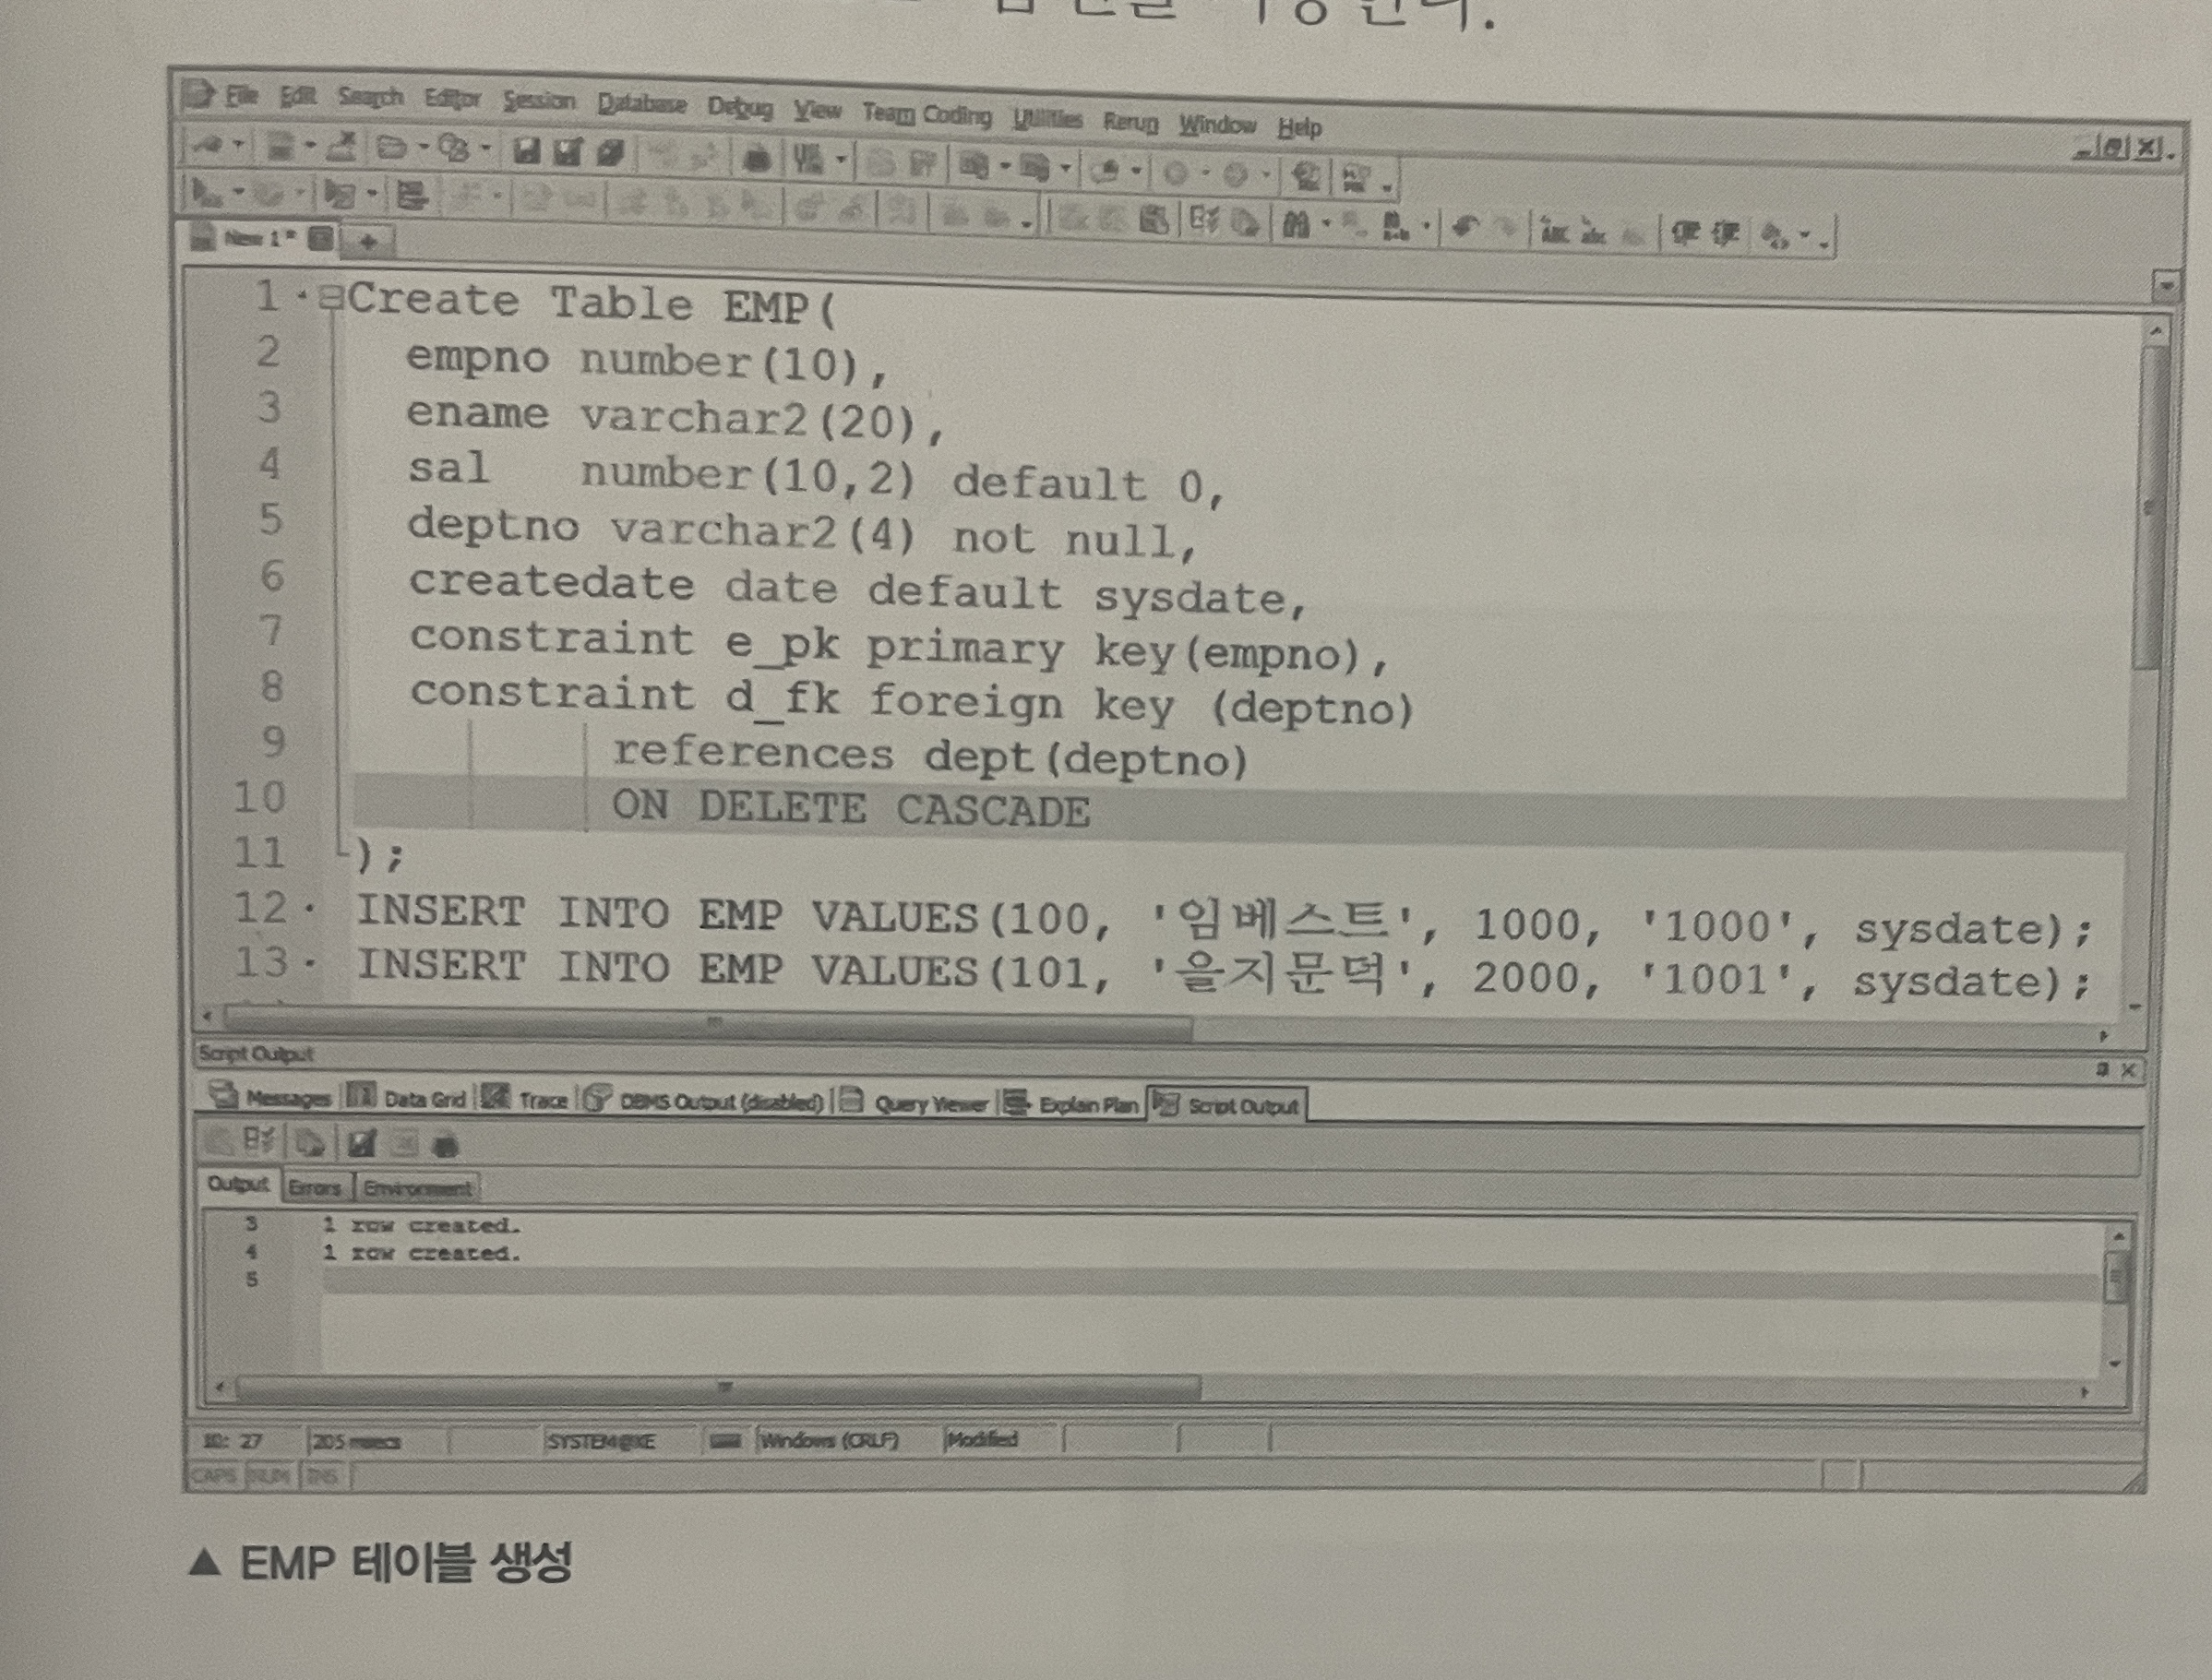 File Edit Search Editor Session Database Debug View Team Coding Utilities Rerun Window Help
New 1*
1 Create Table EMP(
2 empno number(10),
3 ename varchar2(20),
4 sal number(10,2) default 0,
5 deptno varchar2(4) not null,
6 createdate date default sysdate,
7 constraint e_pk primary key(empno),
8 constraint d_fk foreign key (deptno)
9 references dept(deptno)
10 ON DELETE CASCADE
11 );
12 INSERT INTO EMP VALUES(100, '임베스트', 1000, '1000', sysdate);
13 INSERT INTO EMP VALUES(101, '을지문덕', 2000, '1001', sysdate);
Script Output
Messages Data Grid Trace DBMS Output (disabled) Query Viewer Explain Plan Script Output
Output Errors Environment
3 1 row created.
4 1 row created.
5
27 205 msecs SYSTEM@XE Windows (CRLF) Modified
CAPS NUM INS
▲ EMP 테이블 생성